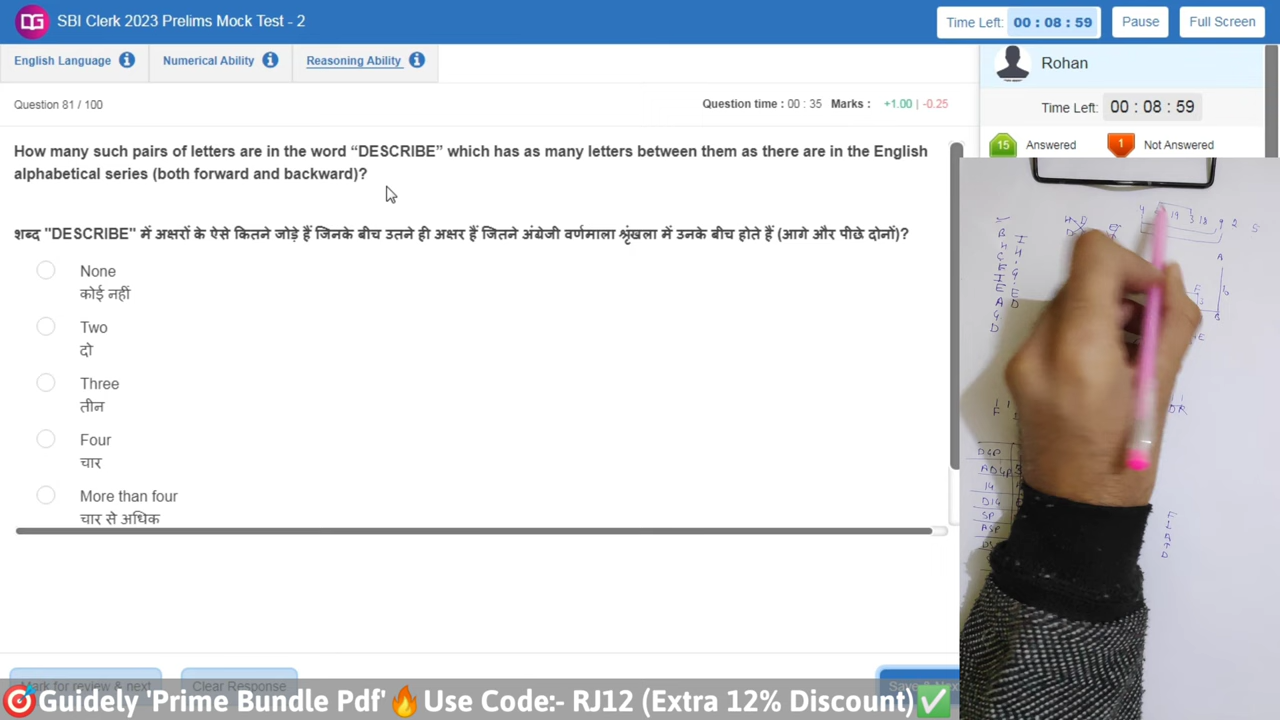 DG SBI Clerk 2023 Prelims Mock Test - 2
Time Left: 00 : 08 : 59
Pause
Full Screen
English Language
Numerical Ability
Reasoning Ability
Rohan
Question 81 / 100
Question time : 00 : 35 Marks : +1.00 | -0.25
Time Left: 00 : 08 : 59
15 Answered
1 Not Answered
How many such pairs of letters are in the word “DESCRIBE” which has as many letters between them as there are in the English
alphabetical series (both forward and backward)?
शब्द "DESCRIBE" में अक्षरों के ऐसे कितने जोड़े हैं जिनके बीच उतने ही अक्षर हैं जितने अंग्रेजी वर्णमाला श्रृंखला में उनके बीच होते हैं (आगे और पीछे दोनों)?
None
कोई नहीं
Two
दो
Three
तीन
Four
चार
More than four
चार से अधिक
Mark for review & next
Clear Response
🎯Guidely 'Prime Bundle Pdf'🔥Use Code:- RJ12 (Extra 12% Discount)✅